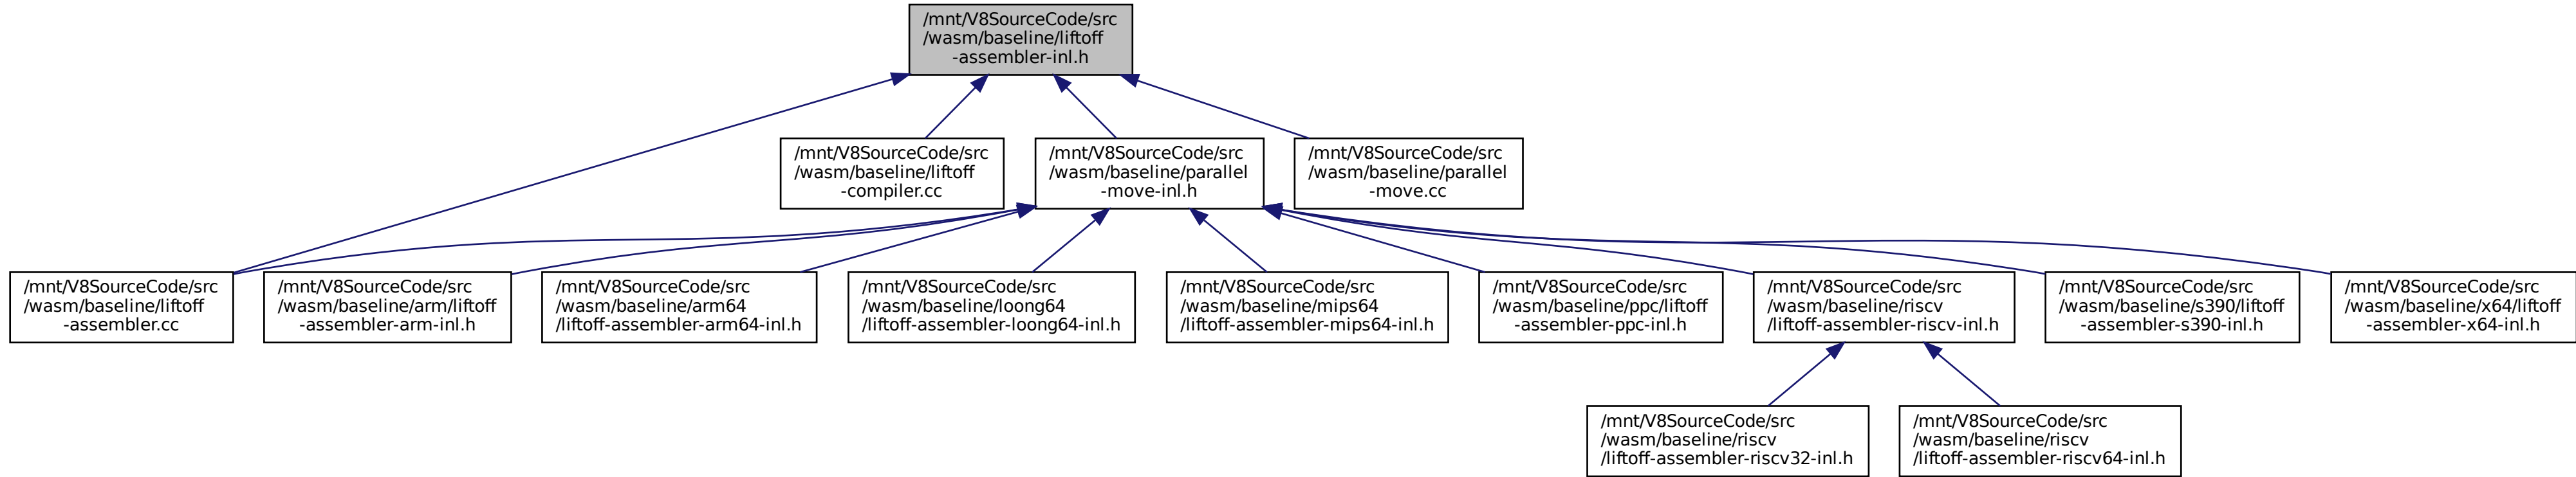 /mnt/V8SourceCode/src
/wasm/baseline/liftoff
-assembler-inl.h
/mnt/V8SourceCode/src
/wasm/baseline/liftoff
-compiler.cc
/mnt/V8SourceCode/src
/wasm/baseline/parallel
-move-inl.h
/mnt/V8SourceCode/src
/wasm/baseline/parallel
-move.cc
/mnt/V8SourceCode/src
/wasm/baseline/liftoff
-assembler.cc
/mnt/V8SourceCode/src
/wasm/baseline/arm/liftoff
-assembler-arm-inl.h
/mnt/V8SourceCode/src
/wasm/baseline/arm64
/liftoff-assembler-arm64-inl.h
/mnt/V8SourceCode/src
/wasm/baseline/loong64
/liftoff-assembler-loong64-inl.h
/mnt/V8SourceCode/src
/wasm/baseline/mips64
/liftoff-assembler-mips64-inl.h
/mnt/V8SourceCode/src
/wasm/baseline/ppc/liftoff
-assembler-ppc-inl.h
/mnt/V8SourceCode/src
/wasm/baseline/riscv
/liftoff-assembler-riscv-inl.h
/mnt/V8SourceCode/src
/wasm/baseline/s390/liftoff
-assembler-s390-inl.h
/mnt/V8SourceCode/src
/wasm/baseline/x64/liftoff
-assembler-x64-inl.h
/mnt/V8SourceCode/src
/wasm/baseline/riscv
/liftoff-assembler-riscv32-inl.h
/mnt/V8SourceCode/src
/wasm/baseline/riscv
/liftoff-assembler-riscv64-inl.h